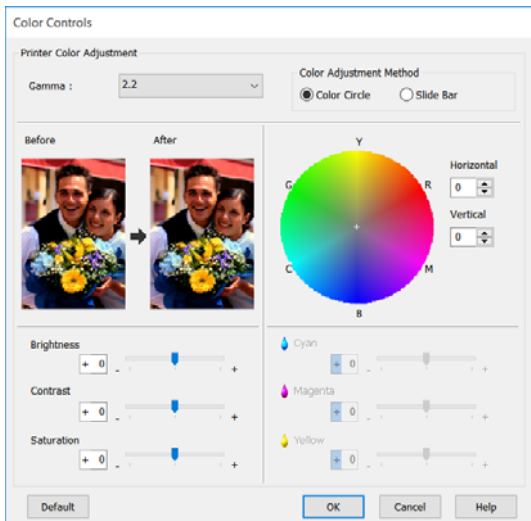 Color Controls
Printer Color Adjustment
Gamma :
2.2
Color Adjustment Method
Color Circle
Slide Bar
Before
After
Y
G
R
C
M
B
Horizontal
0
Vertical
0
Brightness
+ 0
- +
Contrast
+ 0
- +
Saturation
+ 0
- +
Cyan
+ 0
- +
Magenta
+ 0
- +
Yellow
+ 0
- +
Default
OK
Cancel
Help